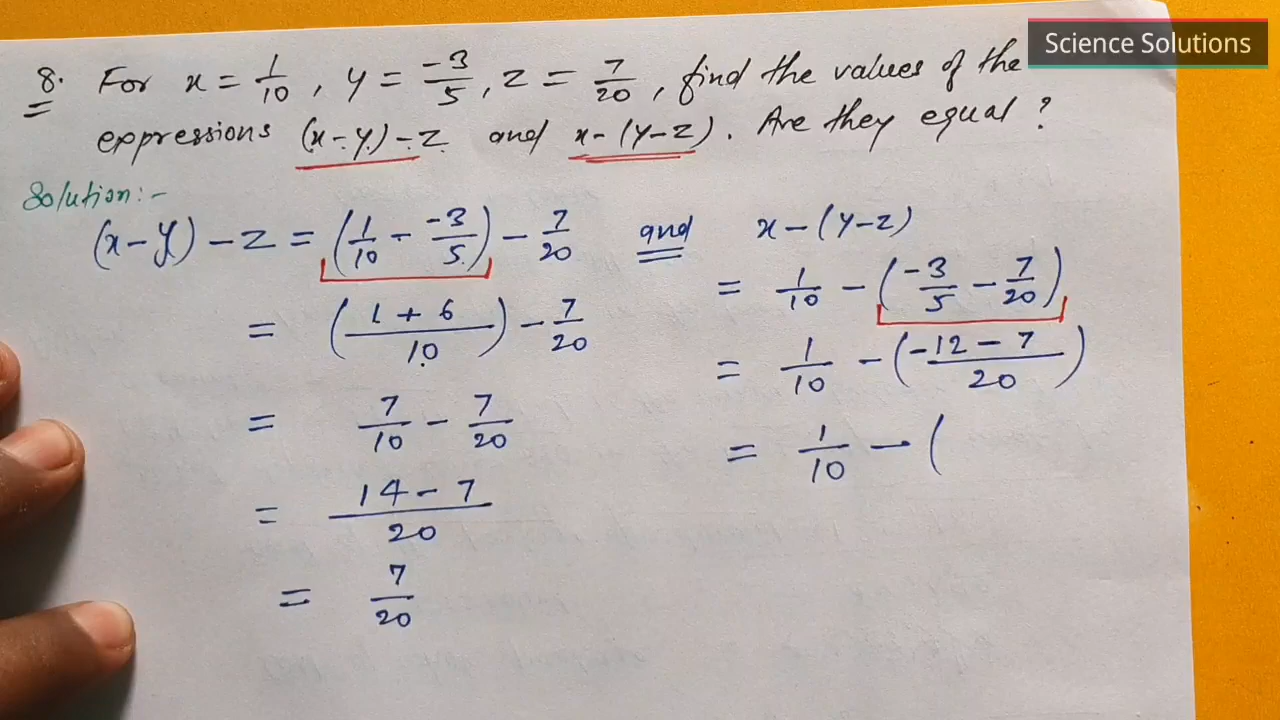 Science Solutions
8. For x = 1/10, y = -3/5, z = 7/20, find the values of the
expressions (x-y)-z and x-(y-z). Are they equal?
Solution:-
(x-y)-z = (1/10 - -3/5) - 7/20 and x-(y-z)
= ((1+6)/10) - 7/20
= 7/10 - 7/20
= (14-7)/20
= 7/20
= 1/10 - (-3/5 - 7/20)
= 1/10 - ((-12-7)/20)
= 1/10 - (